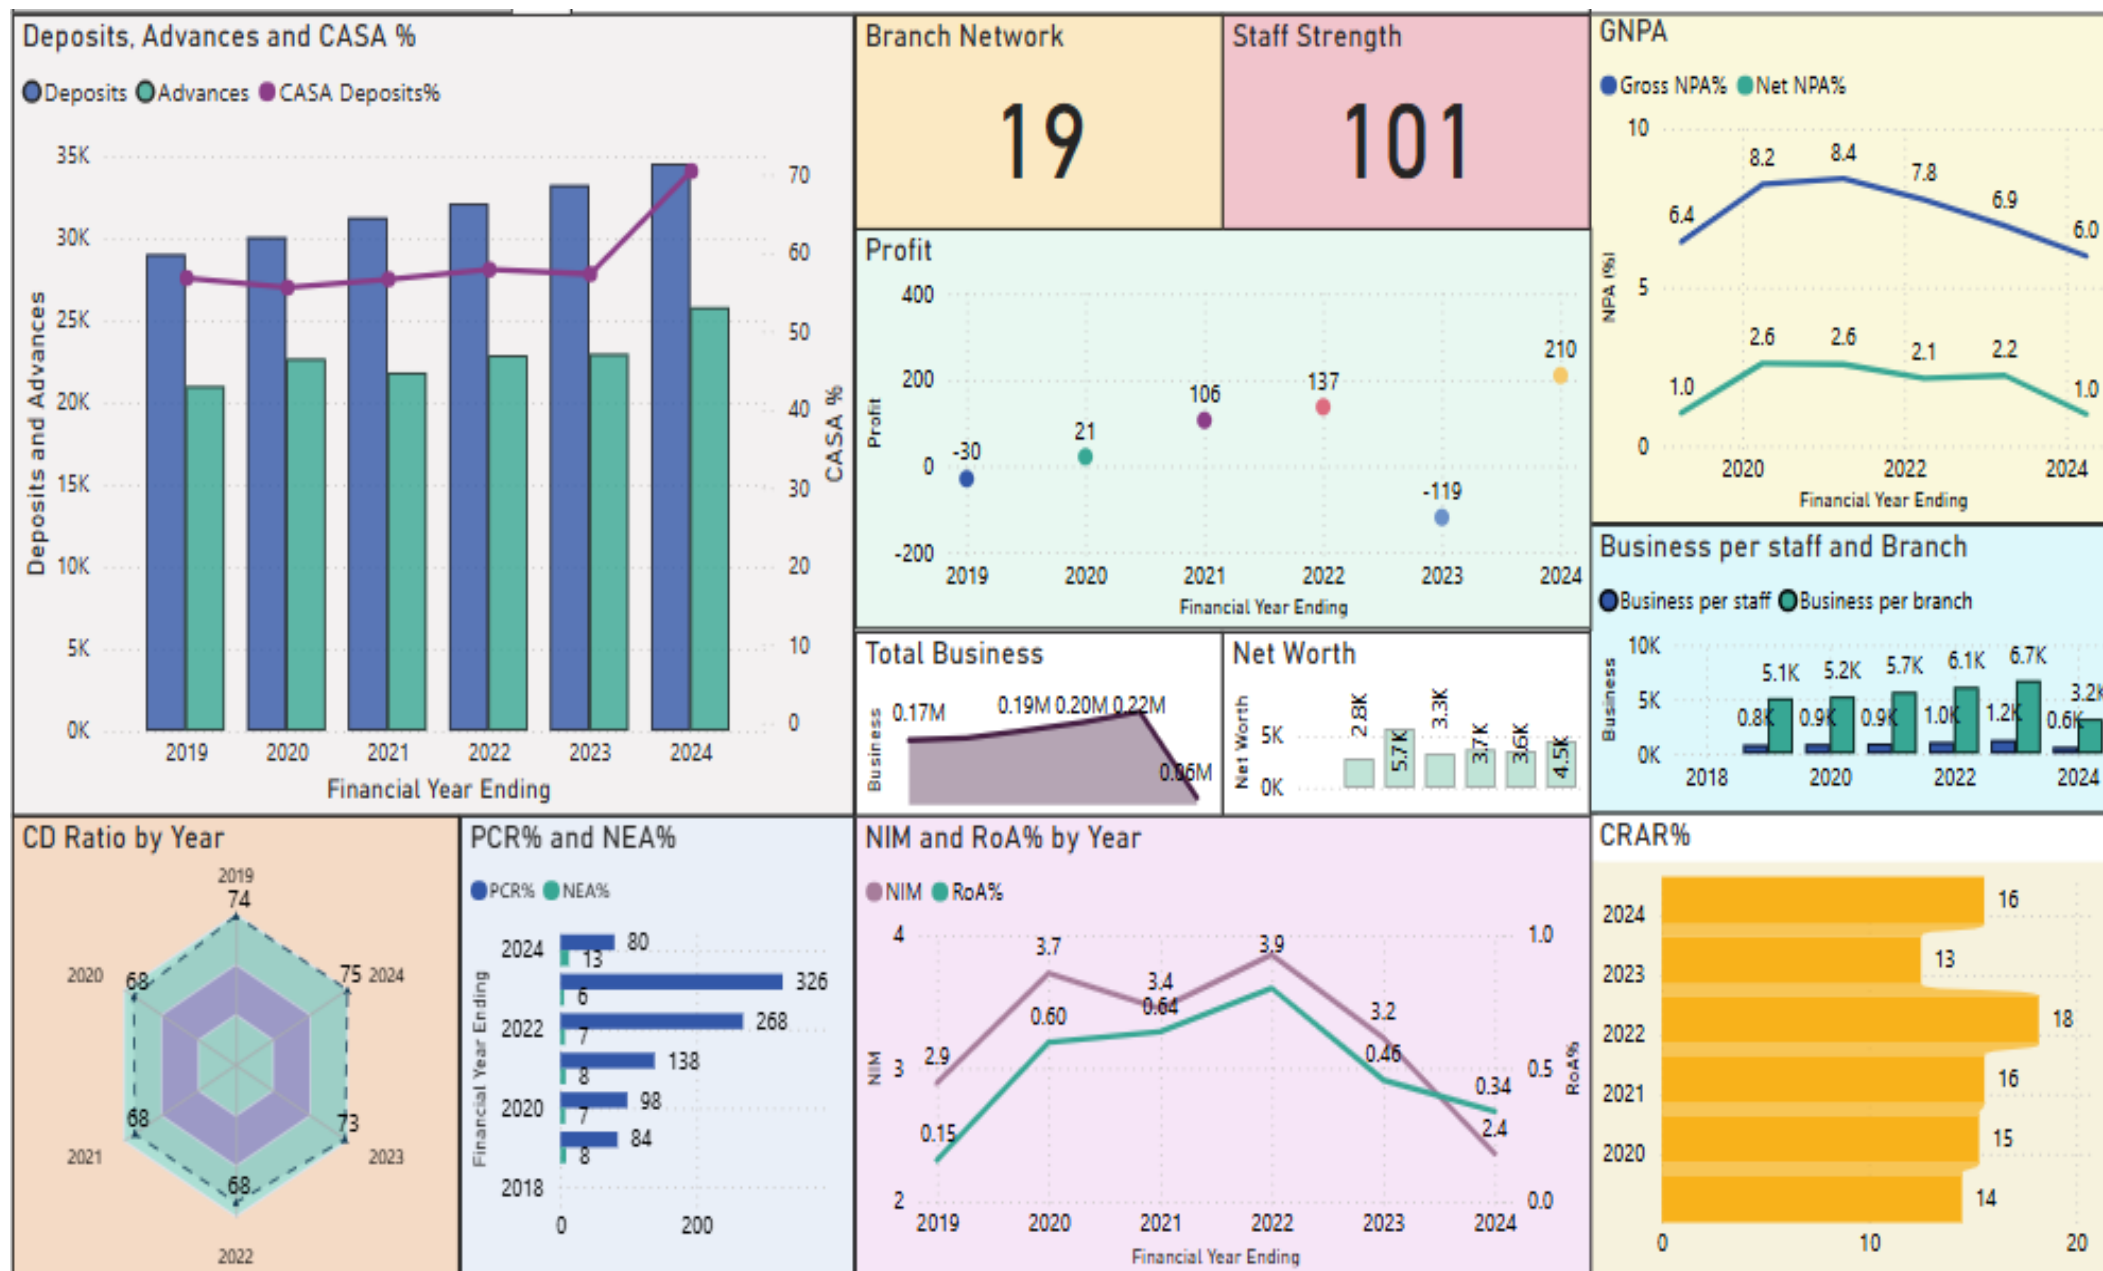 Deposits, Advances and CASA %
Deposits Advances CASA Deposits%
35K
30K
25K
20K
15K
10K
5K
0K
Deposits and Advances
70
60
50
40
30
20
10
0
CASA %
2019 2020 2021 2022 2023 2024
Financial Year Ending
Branch Network
19
Staff Strength
101
Profit
400
200
0
-200
Profit
-30 21 106 137 -119 210
2019 2020 2021 2022 2023 2024
Financial Year Ending
GNPA
Gross NPA% Net NPA%
10
5
0
NPA (%)
6.4 8.2 8.4 7.8 6.9 6.0
1.0 2.6 2.6 2.1 2.2 1.0
2020 2022 2024
Financial Year Ending
Total Business
Business
0.17M 0.19M 0.20M 0.22M 0.06M
Net Worth
Net Worth
5K
0K
2.8K 5.7K 3.3K 3.7K 3.6K 4.5K
Business per staff and Branch
Business per staff Business per branch
Business
10K
5K
0K
5.1K 5.2K 5.7K 6.1K 6.7K 3.2K
0.8K 0.9K 0.9K 1.0K 1.2K 0.6K
2018 2020 2022 2024
CD Ratio by Year
2019
74
2020 68 75 2024
2021 68 73 2023
68
2022
PCR% and NEA%
PCR% NEA%
Financial Year Ending
2024 80
13
326
6
2022 268
7
138
8
2020 98
7
84
8
2018
0 200
NIM and RoA% by Year
NIM RoA%
4
3
2
NIM
1.0
0.5
0.0
RoA%
2.9 3.7 3.4 3.9 3.2 2.4
0.15 0.60 0.64 0.46 0.34
2019 2020 2021 2022 2023 2024
Financial Year Ending
CRAR%
2024 16
2023 13
2022 18
2021 16
2020 15
14
0 10 20